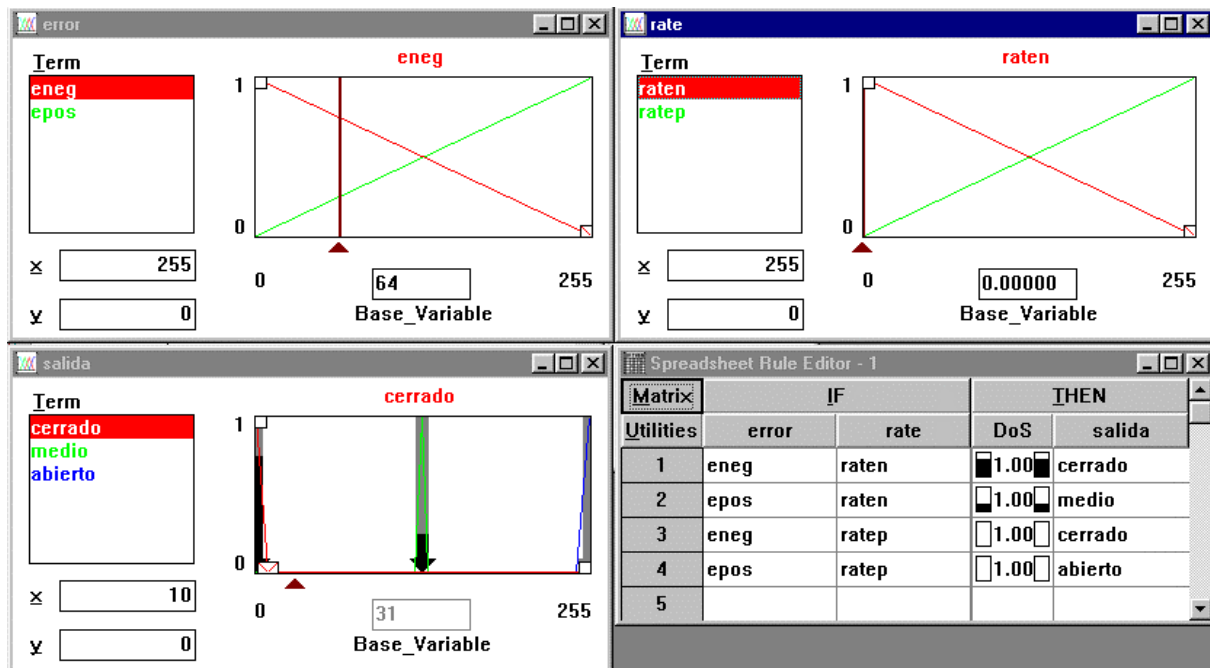 error
Term
eneg
epos
eneg
1
0
x 255
y 0
0 64 255
Base_Variable
rate
Term
raten
ratep
raten
1
0
x 255
y 0
0 0.00000 255
Base_Variable
salida
Term
cerrado
medio
abierto
cerrado
1
0
x 10
y 0
0 31 255
Base_Variable
Spreadsheet Rule Editor - 1
Matrix IF THEN
Utilities error rate DoS salida
1 eneg raten 1.00 cerrado
2 epos raten 1.00 medio
3 eneg ratep 1.00 cerrado
4 epos ratep 1.00 abierto
5